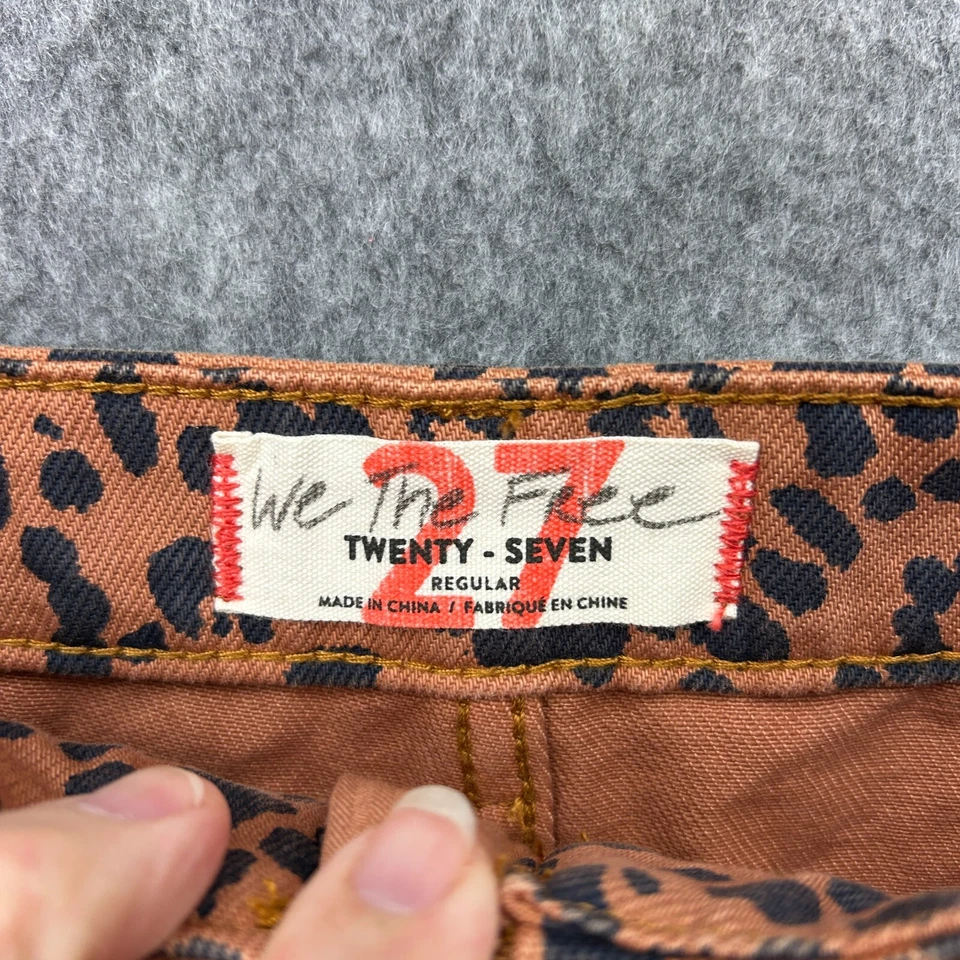 27
We The Free
TWENTY - SEVEN
REGULAR
MADE IN CHINA / FABRIQUÉ EN CHINE